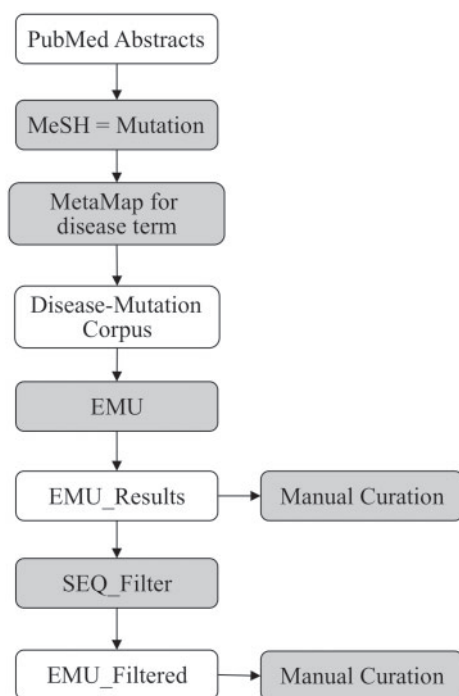 PubMed Abstracts
MeSH = Mutation
MetaMap for
disease term
Disease-Mutation
Corpus
EMU
EMU_Results
Manual Curation
SEQ_Filter
EMU_Filtered
Manual Curation